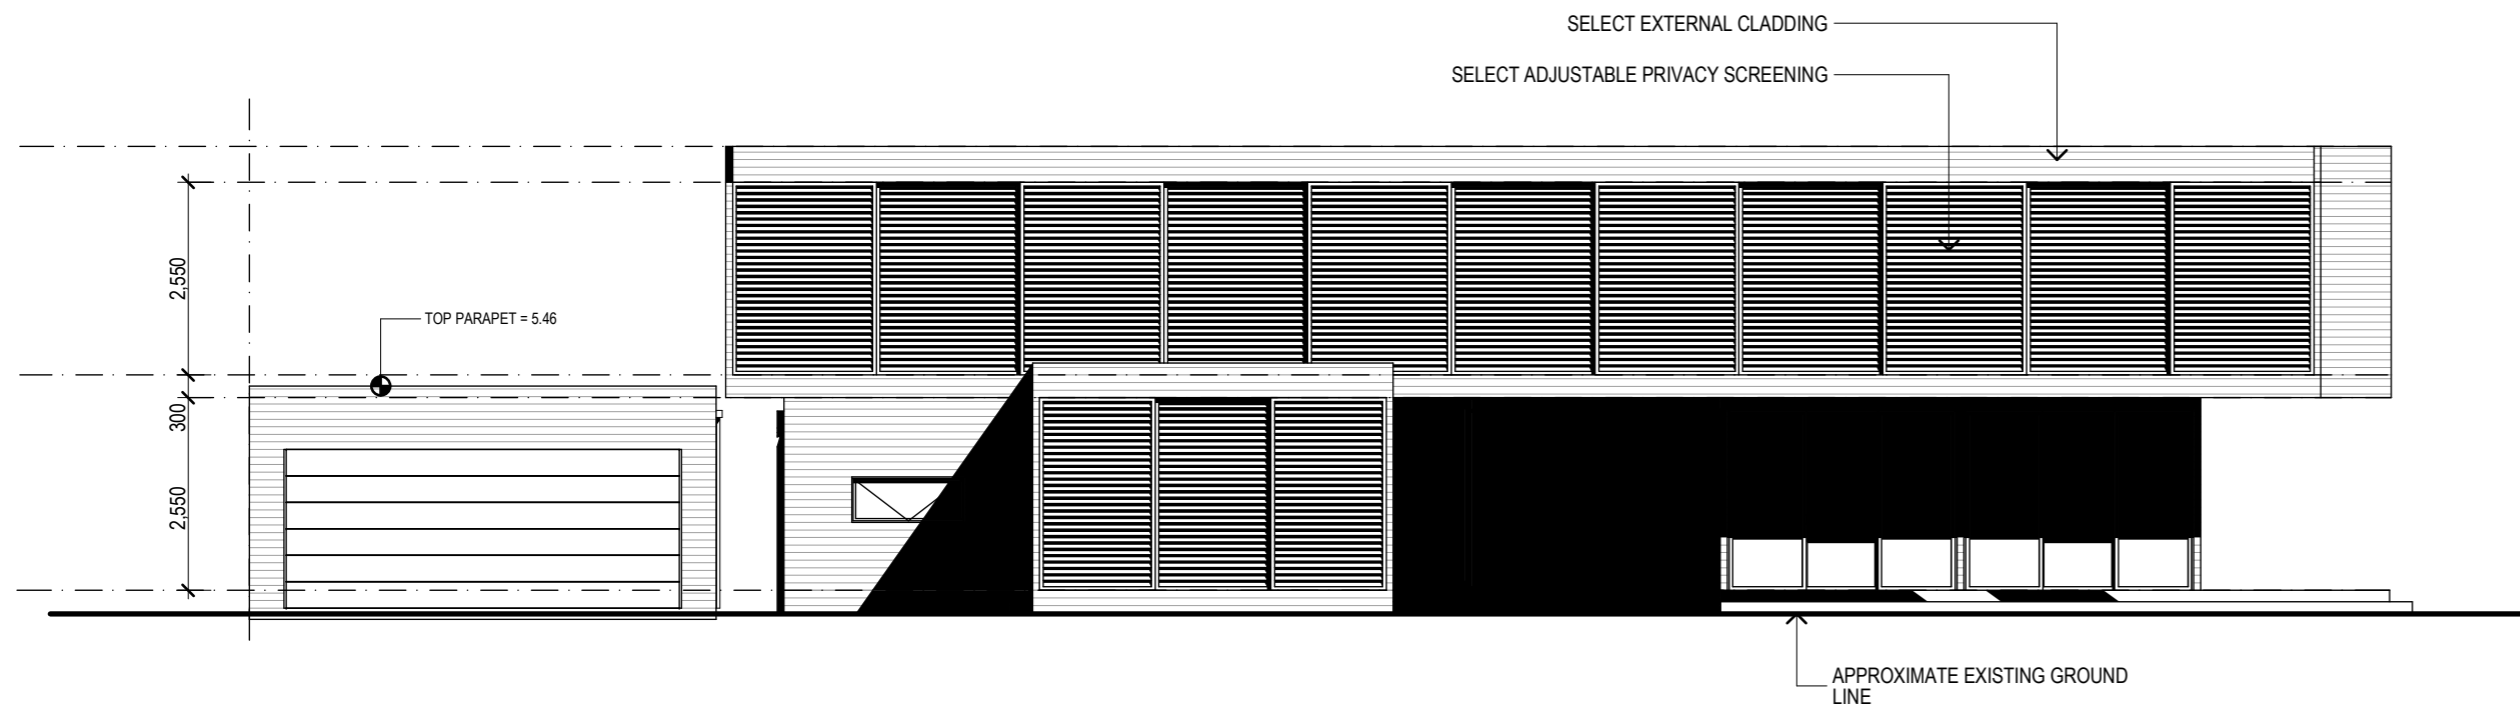 SELECT EXTERNAL CLADDING
SELECT ADJUSTABLE PRIVACY SCREENING
2,550
TOP PARAPET = 5.46
300
2,550
APPROXIMATE EXISTING GROUND
LINE